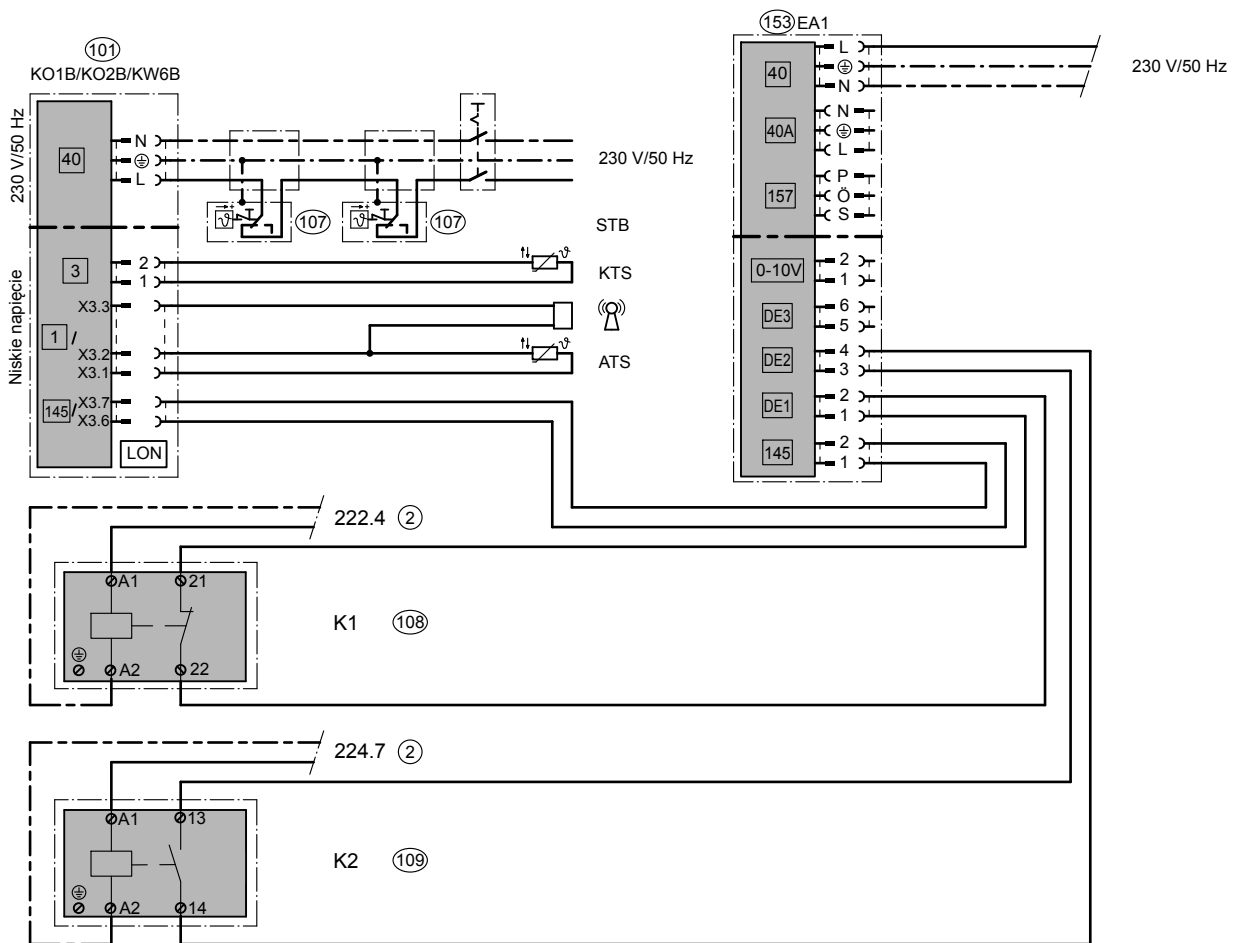 101
KO1B/KO2B/KW6B
230 V/50 Hz
40
N
L
107
107
230 V/50 Hz
STB
Niskie napięcie
3
2
1
ϑ
KTS
X3.3
1 /
X3.2
X3.1
ϑ
ATS
145 /
X3.7
X3.6
LON
153 EA1
40
L
N
230 V/50 Hz
40A
N
L
157
P
Ö
S
0-10V
2
1
DE3
6
5
DE2
4
3
DE1
2
1
145
2
1
222.4 2
A1 21
A2 22
K1 108
224.7 2
A1 13
A2 14
K2 109